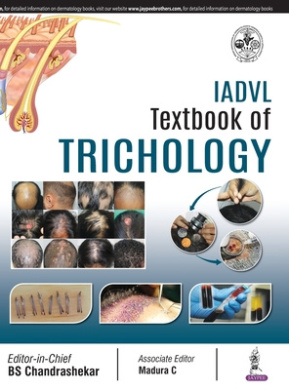 , for detailed information on dermatology books, visit our website www.jaypeebrothers.com, for detailed information on dermatology books
IADVL
Textbook of
TRICHOLOGY
Editor-in-Chief
BS Chandrashekar
Associate Editor
Madura C
JAYPEE